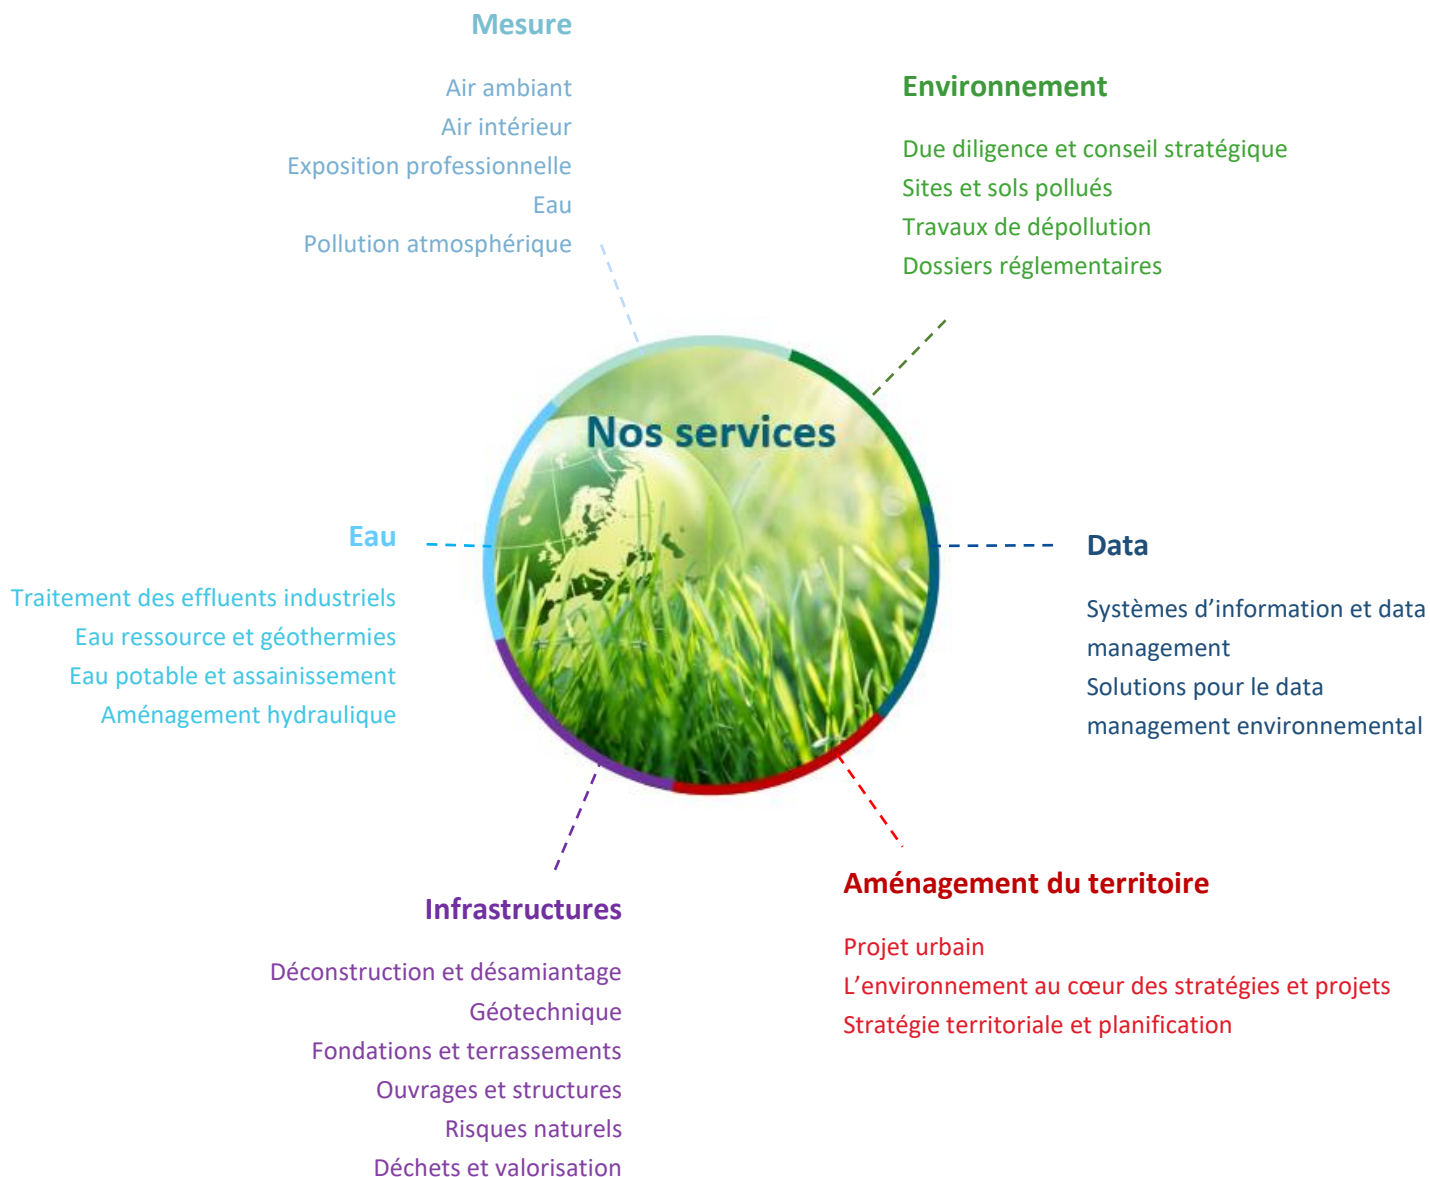 Mesure
Air ambiant
Air intérieur
Exposition professionnelle
Eau
Pollution atmosphérique
Environnement
Due diligence et conseil stratégique
Sites et sols pollués
Travaux de dépollution
Dossiers réglementaires
Nos services
Eau
Traitement des effluents industriels
Eau ressource et géothermies
Eau potable et assainissement
Aménagement hydraulique
Data
Systèmes d’information et data
management
Solutions pour le data
management environnemental
Infrastructures
Déconstruction et désamiantage
Géotechnique
Fondations et terrassements
Ouvrages et structures
Risques naturels
Déchets et valorisation
Aménagement du territoire
Projet urbain
L’environnement au cœur des stratégies et projets
Stratégie territoriale et planification